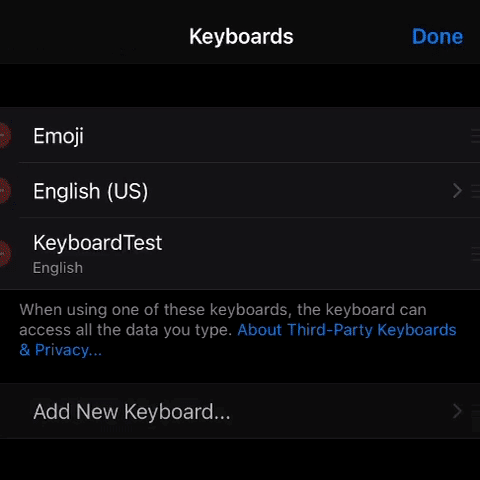 Keyboards
Done
Emoji
English (US)
KeyboardTest
English
When using one of these keyboards, the keyboard can
access all the data you type. About Third-Party Keyboards
& Privacy...
Add New Keyboard...